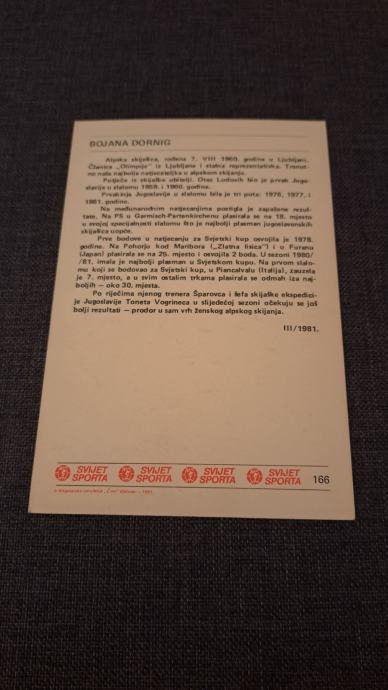 BOJANA DORNIG
Alpska skijašica, rođena 7. VIII 1960. godine u Ljubljani.
Članica „Olimpije" iz Ljubljane i stalna reprezentativka. Trenut-
no naša najbolja natjecateljka u alpskom skijanju.
Potječe iz skijaške obitelji. Otac Ludovik bio je prvak Jugo-
slavije u slalomu 1959. i 1960. godine.
Prvakinja Jugoslavije u slalomu bila je tri puta: 1976, 1977, i
1981. godine.
Na međunarodnim natjecanjima postigla je zapažene rezul-
tate. Na PS u Garmisch-Partenkirchenu plasirala se na 18. mjesto
u svojoj specijalnosti slalomu što je najbolji plasman jugoslavenskih
skijašica uopće.
Prve bodove u natjecanju za Svjetski kup osvojila je 1978.
godine. Na Pohorju kod Maribora („Zlatna lisica") i u Furanu
(Japan) plasirala se na 25. mjesto i osvojila 2 boda. U sezoni 1980/
/81. imala je najbolji plasman u Svjetskom kupu. Na prvom slalo-
mu koji se bodovao za Svjetski kup, u Piancalvalu (Italija), zauzela
je 7. mjesto, a u svim ostalim trkama plasirala se odmah iza naj-
boljih — oko 30. mjesta.
Po riječima njenog trenera Šparovca i šefa skijaške ekspedici-
je Jugoslavije Toneta Vogrineca u slijedećoj sezoni očekuju se još
bolji rezultati — prodor u sam vrh ženskog alpskog skijanja.
III/1981.
SVIJET SPORTA SVIJET SPORTA SVIJET SPORTA SVIJET SPORTA 166